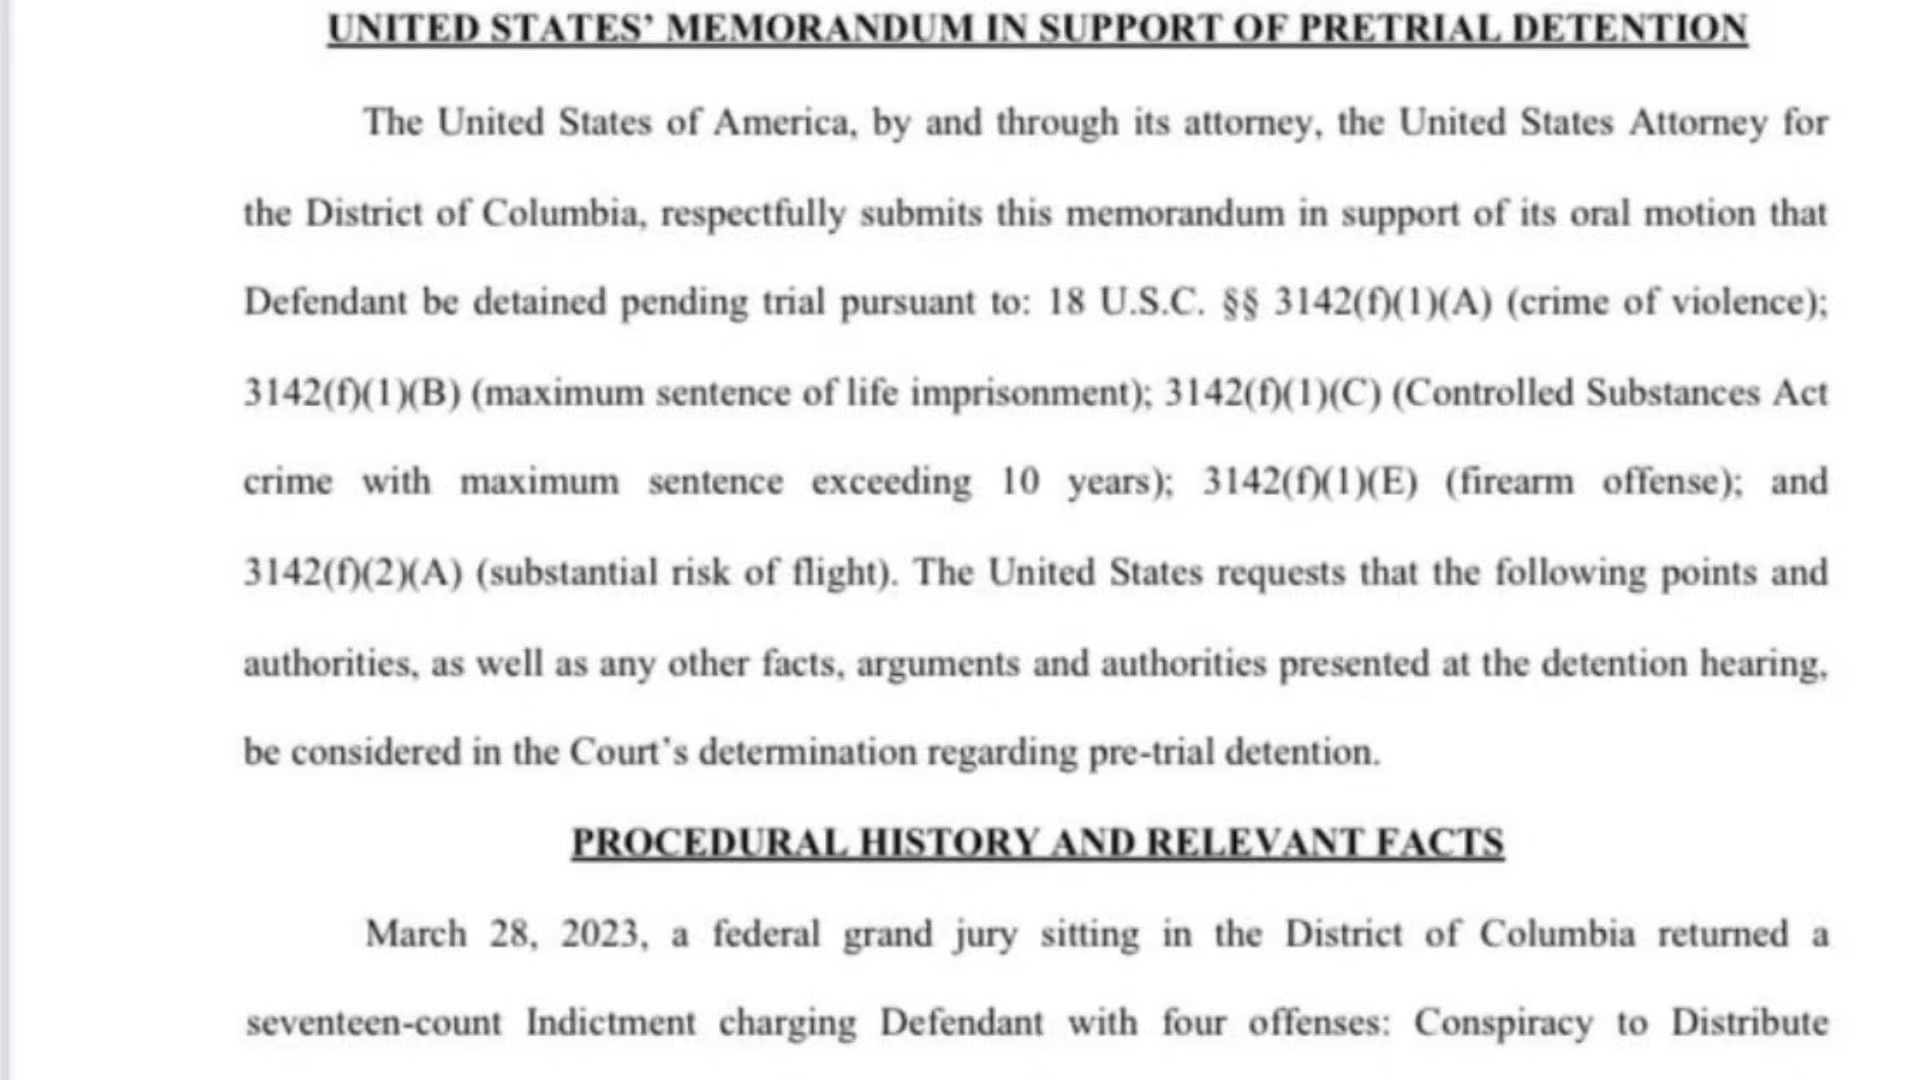 UNITED STATES’ MEMORANDUM IN SUPPORT OF PRETRIAL DETENTION
The United States of America, by and through its attorney, the United States Attorney for
the District of Columbia, respectfully submits this memorandum in support of its oral motion that
Defendant be detained pending trial pursuant to: 18 U.S.C. §§ 3142(f)(1)(A) (crime of violence);
3142(f)(1)(B) (maximum sentence of life imprisonment); 3142(f)(1)(C) (Controlled Substances Act
crime with maximum sentence exceeding 10 years); 3142(f)(1)(E) (firearm offense); and
3142(f)(2)(A) (substantial risk of flight). The United States requests that the following points and
authorities, as well as any other facts, arguments and authorities presented at the detention hearing,
be considered in the Court’s determination regarding pre-trial detention.
PROCEDURAL HISTORY AND RELEVANT FACTS
March 28, 2023, a federal grand jury sitting in the District of Columbia returned a
seventeen-count Indictment charging Defendant with four offenses: Conspiracy to Distribute